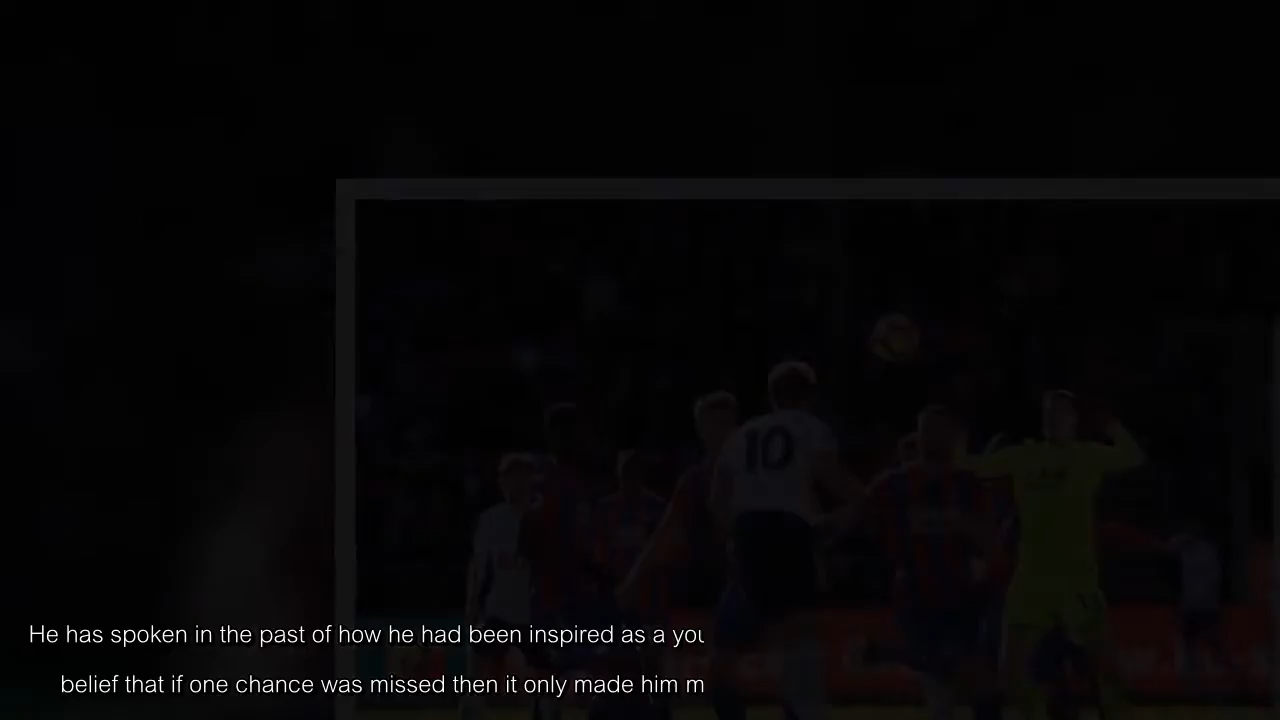 10
He has spoken in the past of how he had been inspired as a
belief that if one chance was missed then it only made him